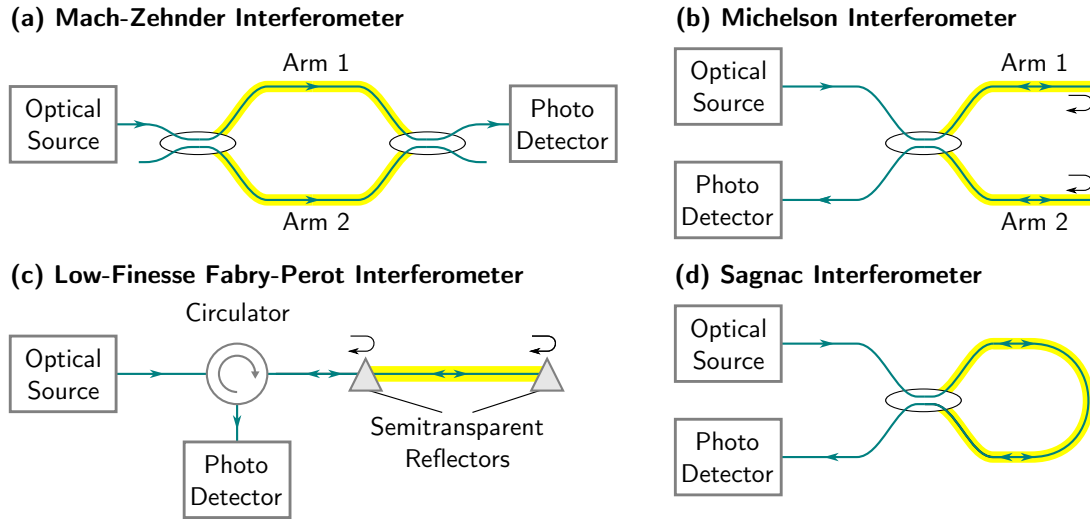 (a) Mach-Zehnder Interferometer
Arm 1
Optical
Source
Photo
Detector
Arm 2
(b) Michelson Interferometer
Arm 1
Optical
Source
Photo
Detector
Arm 2
(c) Low-Finesse Fabry-Perot Interferometer
Circulator
Optical
Source
Semitransparent
Reflectors
Photo
Detector
(d) Sagnac Interferometer
Optical
Source
Photo
Detector